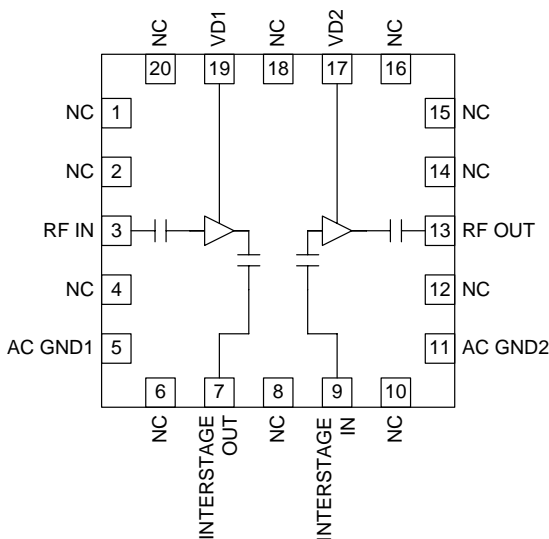 NC
VD1
NC
VD2
NC
20
19
18
17
16
NC 1
15 NC
NC 2
14 NC
RF IN 3
13 RF OUT
NC 4
12 NC
AC GND1 5
11 AC GND2
6
7
8
9
10
NC
INTERSTAGE
OUT
NC
INTERSTAGE
IN
NC